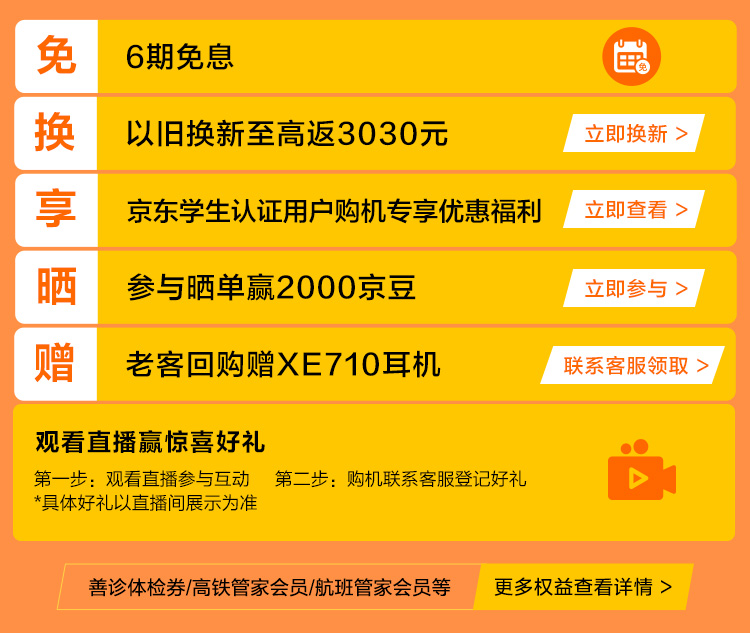 免 6期免息 免
换 以旧换新至高返3030元 立即换新 >
享 京东学生认证用户购机专享优惠福利 立即查看 >
晒 参与晒单赢2000京豆 立即参与 >
赠 老客回购赠XE710耳机 联系客服领取 >
观看直播赢惊喜好礼
第一步：观看直播参与互动 第二步：购机联系客服登记好礼
*具体好礼以直播间展示为准
善诊体检券/高铁管家会员/航班管家会员等 更多权益查看详情 >